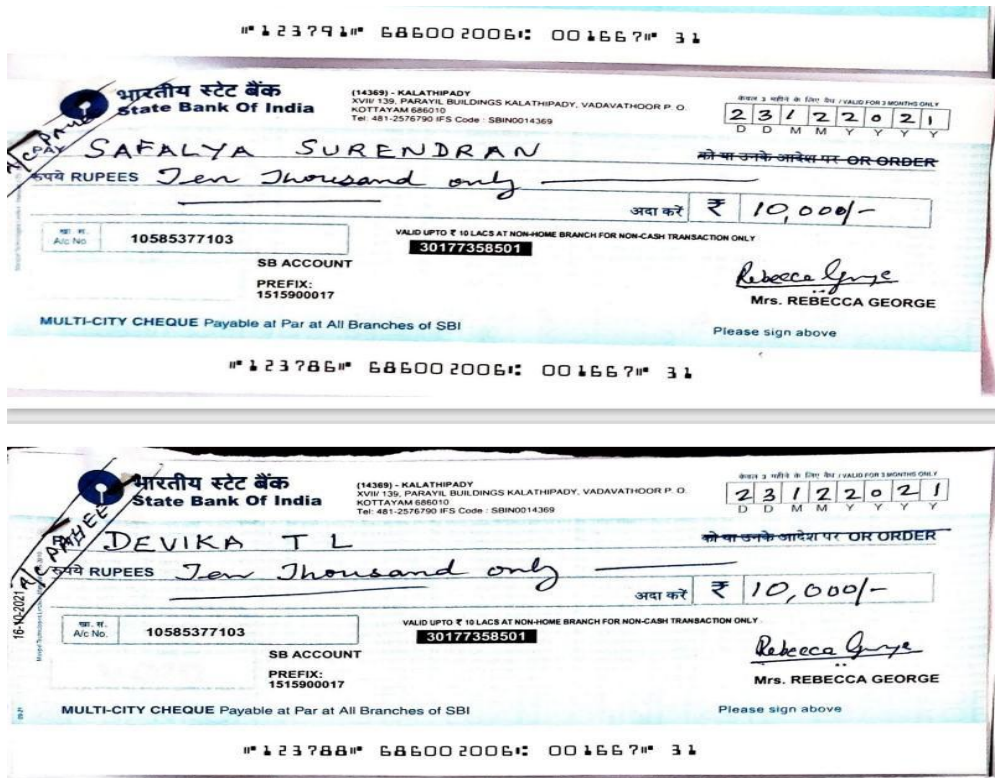 ⑈123791⑈ 686002006⑆ 001667⑈ 31
भारतीय स्टेट बैंक
State Bank Of India
(14369) - KALATHIPADY
XVII/ 139, PARAYIL BUILDINGS KALATHIPADY, VADAVATHOOR P. O.
KOTTAYAM 686010
Tel: 481-2576790 IFS Code : SBIN0014369
केवल 3 महीने के लिए वैध / VALID FOR 3 MONTHS ONLY
23122021
D D M M Y Y Y Y
A/c
PAY SAFALYA SURENDRAN को या उनके आदेश पर OR ORDER
रुपये RUPEES Ten Thousand only
अदा करें ₹ 10,000/-
खा. सं.
A/c No. 10585377103
VALID UPTO ₹ 10 LACS AT NON-HOME BRANCH FOR NON-CASH TRANSACTION ONLY
30177358501
SB ACCOUNT
PREFIX:
1515900017
Rebecca George
Mrs. REBECCA GEORGE
MULTI-CITY CHEQUE Payable at Par at All Branches of SBI
Please sign above
⑈123786⑈ 686002006⑆ 001667⑈ 31
भारतीय स्टेट बैंक
State Bank Of India
(14369) - KALATHIPADY
XVII/ 139, PARAYIL BUILDINGS KALATHIPADY, VADAVATHOOR P. O.
KOTTAYAM 686010
Tel: 481-2576790 IFS Code : SBIN0014369
केवल 3 महीने के लिए वैध / VALID FOR 3 MONTHS ONLY
23122021
D D M M Y Y Y Y
A/C PAYEE
DEVIKA T L को या उनके आदेश पर OR ORDER
रुपये RUPEES Ten Thousand only
अदा करें ₹ 10,000/-
16-10-2021
खा. सं.
A/c No. 10585377103
VALID UPTO ₹ 10 LACS AT NON-HOME BRANCH FOR NON-CASH TRANSACTION ONLY
30177358501
SB ACCOUNT
PREFIX:
1515900017
Rebecca George
Mrs. REBECCA GEORGE
MULTI-CITY CHEQUE Payable at Par at All Branches of SBI
Please sign above
⑈123788⑈ 686002006⑆ 001667⑈ 31